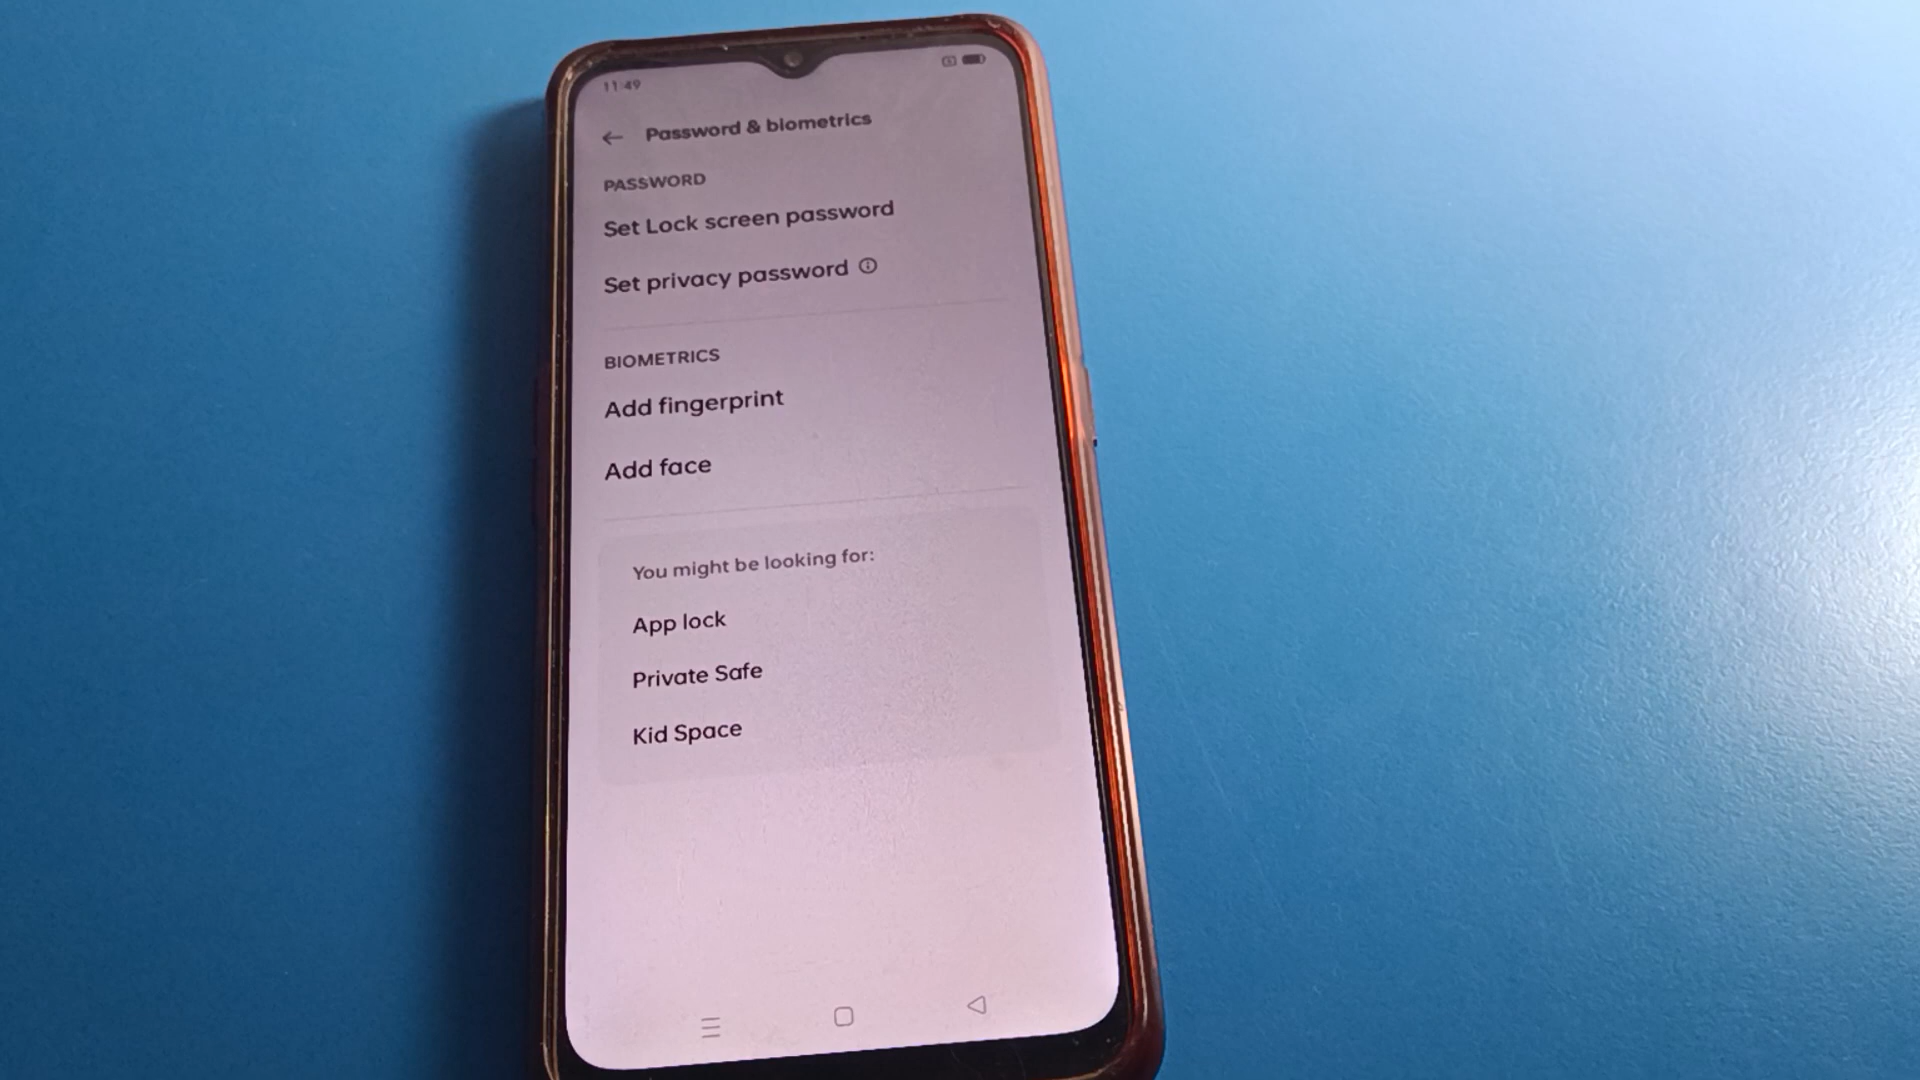 11:49
Password & biometrics
PASSWORD
Set Lock screen password
Set privacy password
BIOMETRICS
Add fingerprint
Add face
You might be looking for:
App lock
Private Safe
Kid Space